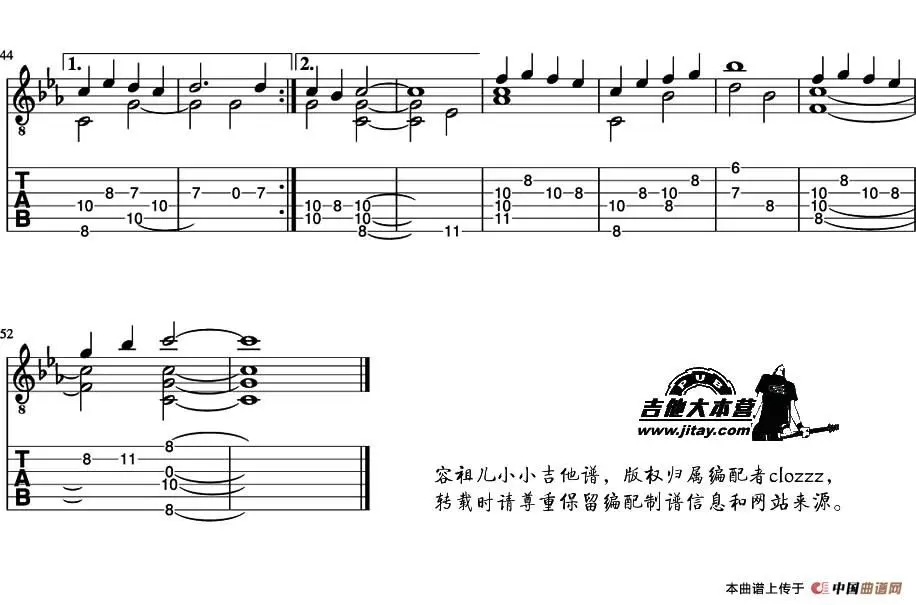 44
1.
2.
8
T
A
B
6
8 8 8
8 7 7 0 7 10 10 8 10 8 7 10 8
10 10 10 8 10 10 10 8 8 10
10 10 10 11 8
8 8 11 8
52
8
T
A
B
8
8 11
0
10
8
PUB
吉他大本营
www.jitay.com
容祖儿小小吉他谱，版权归属编配者clozzz，
转载时请尊重保留编配制谱信息和网站来源。
本曲谱上传于 中国曲谱网